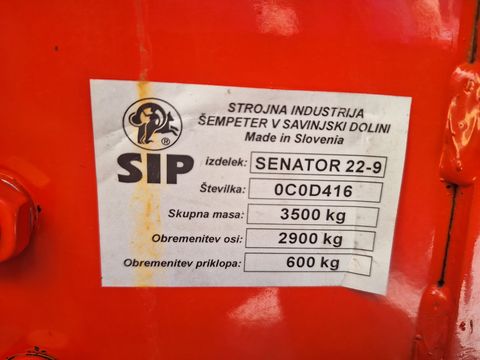 STROJNA INDUSTRIJA
ŠEMPETER V SAVINJSKI DOLINI
Made in Slovenia
®
SIP
izdelek: SENATOR 22-9
Številka: 0C0D416
Skupna masa: 3500 kg
Obremenitev osi: 2900 kg
Obremenitev priklopa: 600 kg